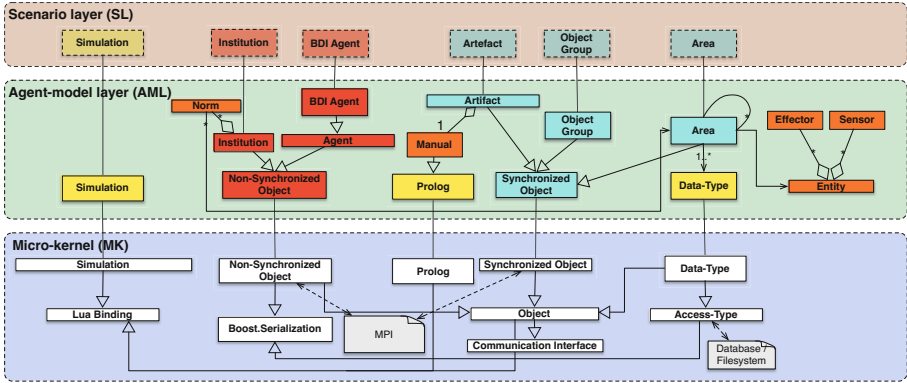 Scenario layer (SL)
Simulation
Institution
BDI Agent
Artefact
Object
Group
Area
Agent-model layer (AML)
Norm
*
*
Institution
BDI Agent
Agent
Non-Synchronized
Object
Simulation
Artifact
1
Manual
Prolog
Object
Group
Synchronized
Object
Area
*
1..*
Data-Type
Effector
Sensor
*
*
Entity
Micro-kernel (MK)
Simulation
Lua Binding
Non-Synchronized
Object
Boost.Serialization
MPI
Prolog
Synchronized Object
Object
Communication Interface
Data-Type
Access-Type
Database /
Filesystem